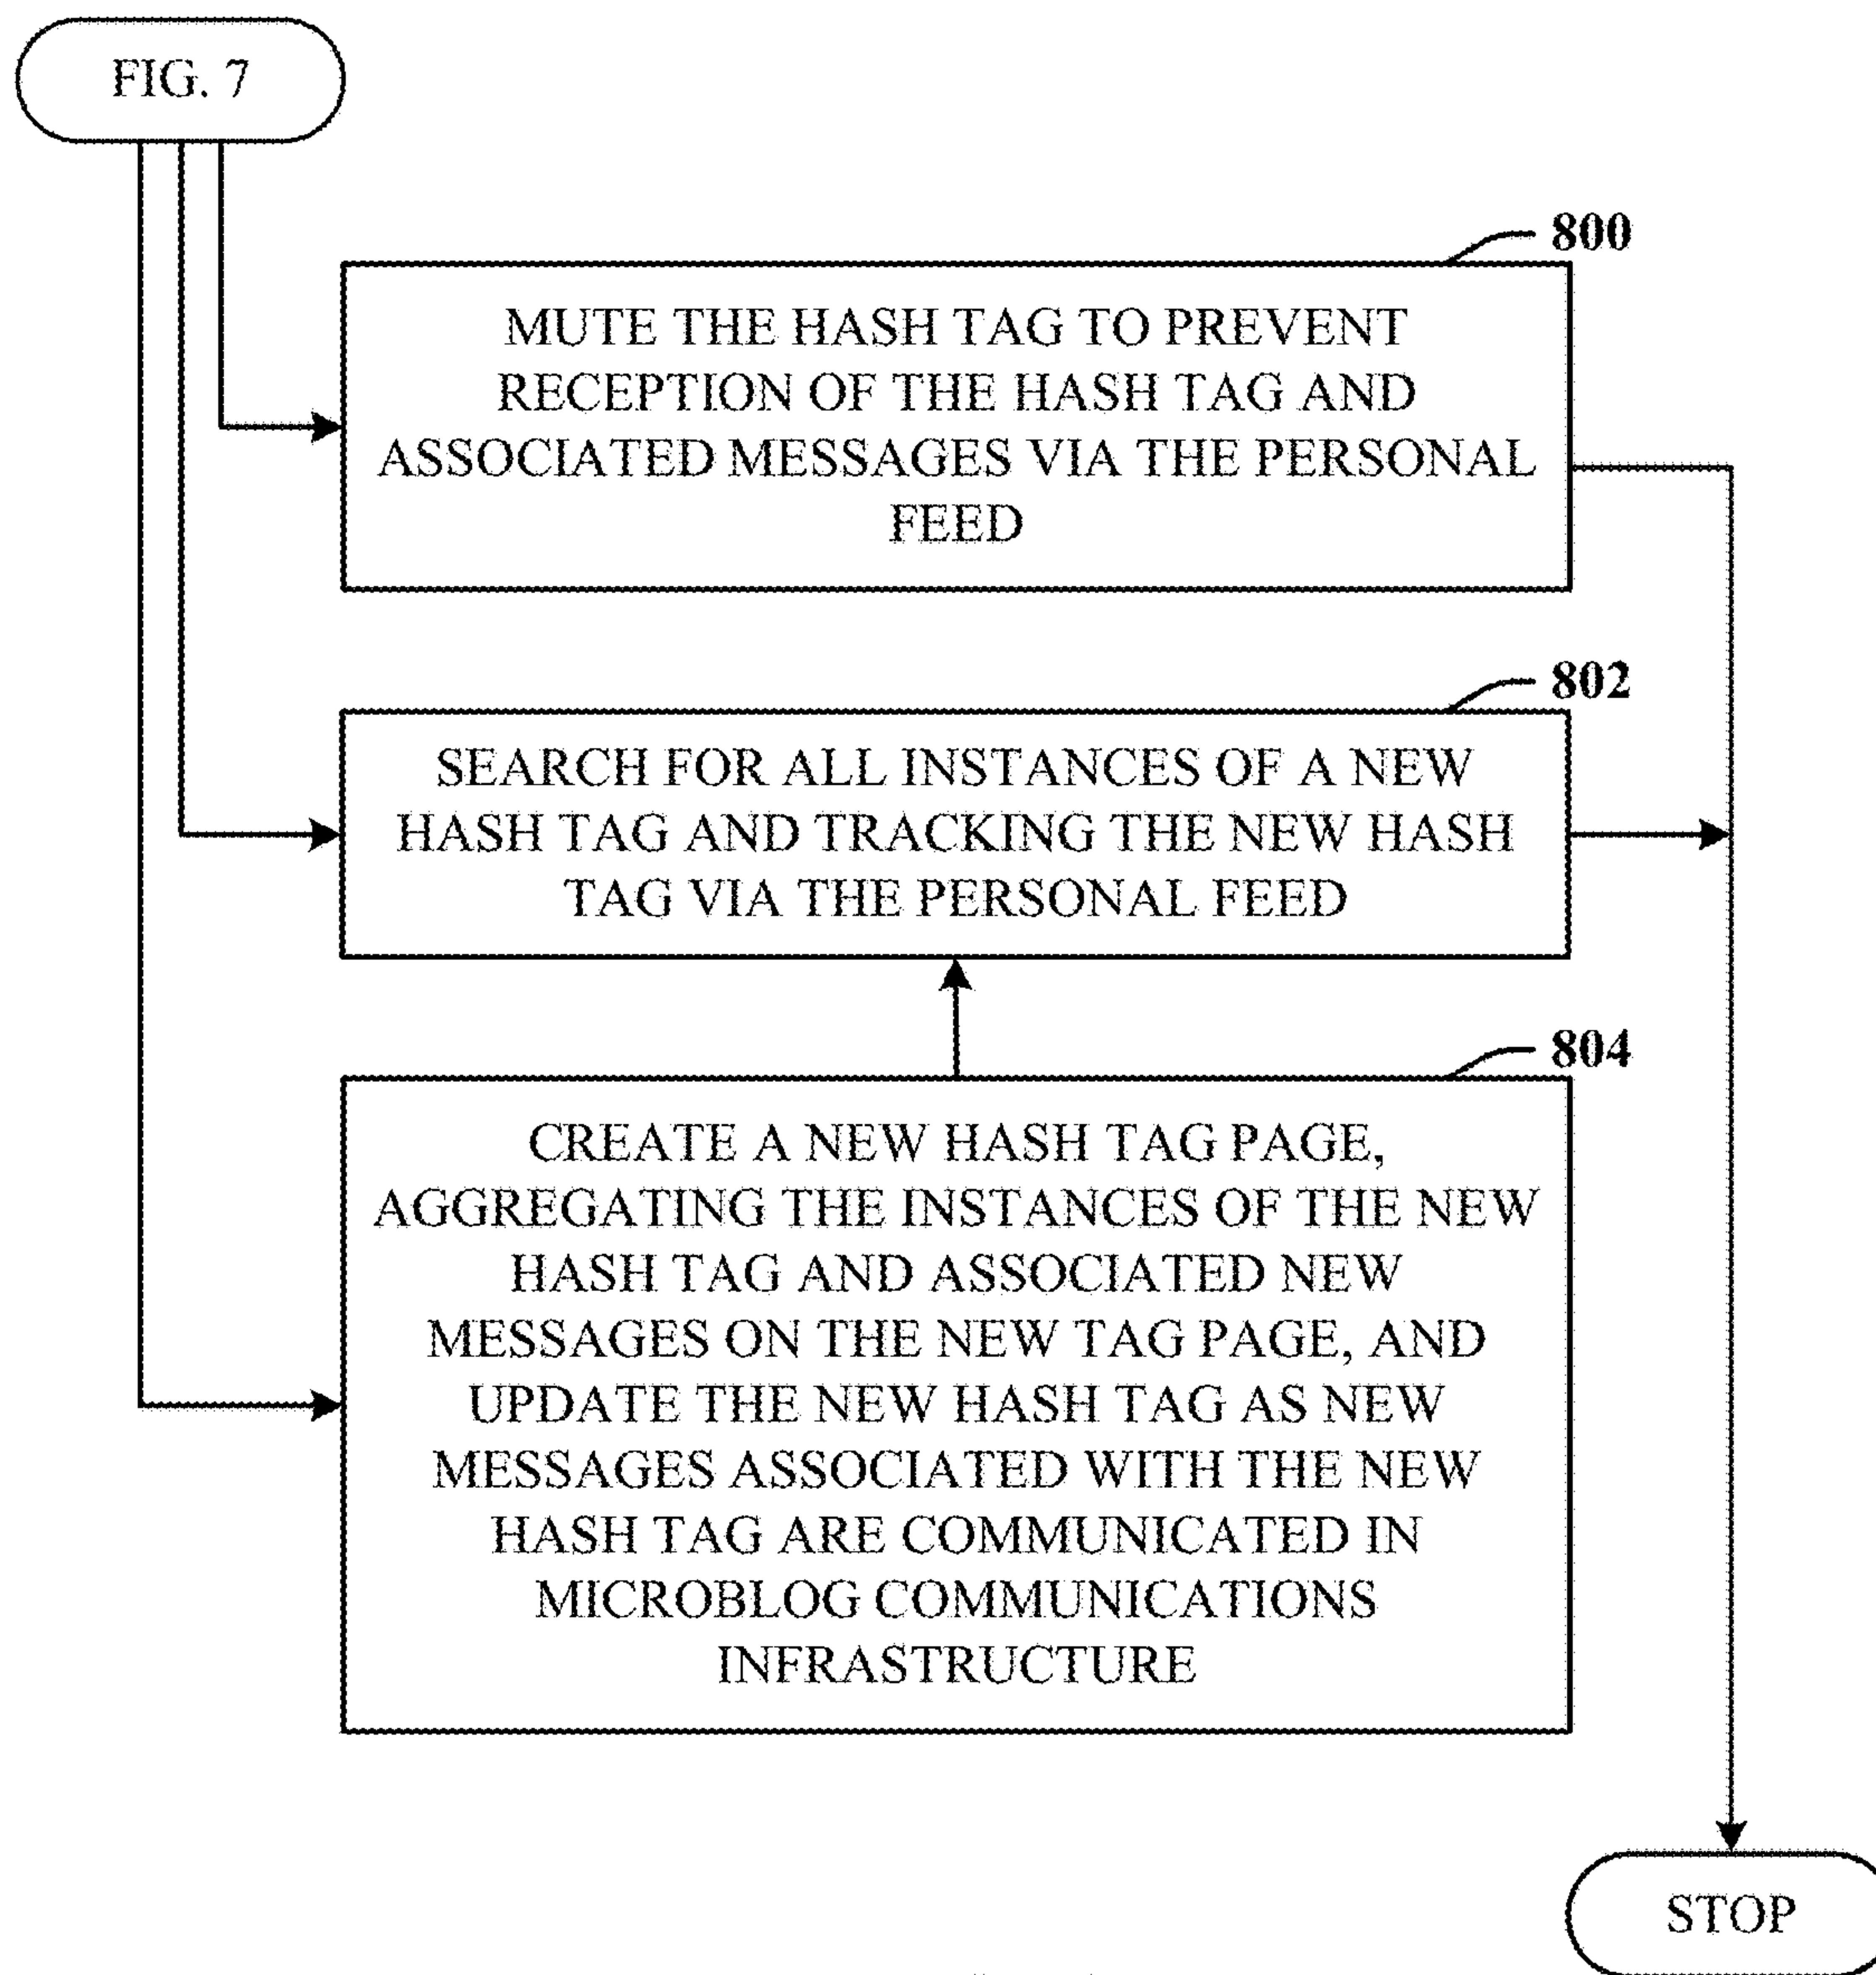 FIG. 7
800
MUTE THE HASH TAG TO PREVENT
RECEPTION OF THE HASH TAG AND
ASSOCIATED MESSAGES VIA THE PERSONAL
FEED
802
SEARCH FOR ALL INSTANCES OF A NEW
HASH TAG AND TRACKING THE NEW HASH
TAG VIA THE PERSONAL FEED
804
CREATE A NEW HASH TAG PAGE,
AGGREGATING THE INSTANCES OF THE NEW
HASH TAG AND ASSOCIATED NEW
MESSAGES ON THE NEW TAG PAGE, AND
UPDATE THE NEW HASH TAG AS NEW
MESSAGES ASSOCIATED WITH THE NEW
HASH TAG ARE COMMUNICATED IN
MICROBLOG COMMUNICATIONS
INFRASTRUCTURE
STOP